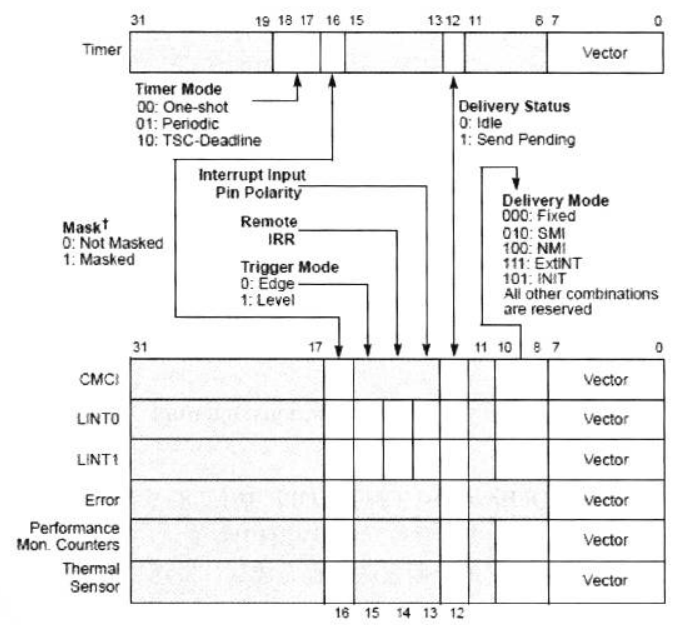 31 19 18 17 16 15 13 12 11 8 7 0
Timer Vector
Timer Mode
00: One-shot
01: Periodic
10: TSC-Deadline
Delivery Status
0: Idle
1: Send Pending
Interrupt Input
Pin Polarity
Delivery Mode
000: Fixed
010: SMI
100: NMI
111: ExtINT
101: INIT
All other combinations
are reserved
Mask†
0: Not Masked
1: Masked
Remote
IRR
Trigger Mode
0: Edge
1: Level
31 17 11 10 8 7 0
CMCI Vector
LINT0 Vector
LINT1 Vector
Error Vector
Performance
Mon. Counters Vector
Thermal
Sensor Vector
16 15 14 13 12